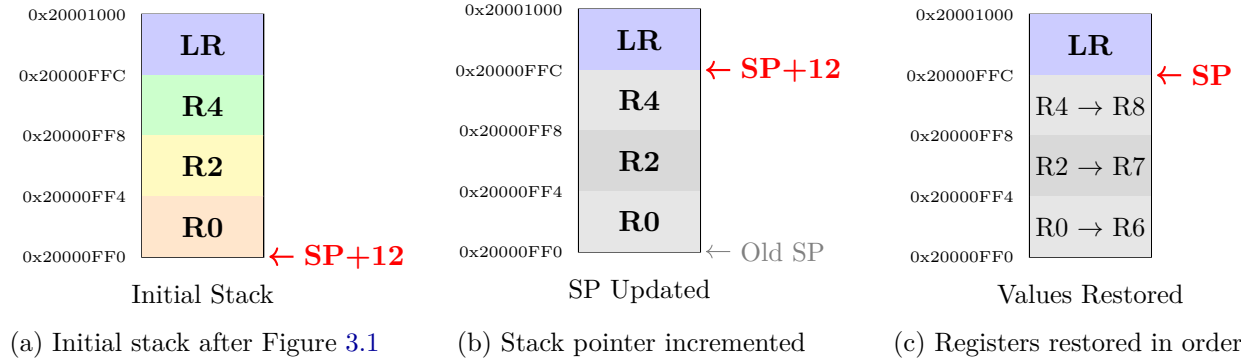 0x20001000
LR
0x20000FFC
R4
0x20000FF8
R2
0x20000FF4
R0
0x20000FF0
← SP+12
Initial Stack
(a) Initial stack after Figure 3.1
0x20001000
LR
0x20000FFC
← SP+12
R4
0x20000FF8
R2
0x20000FF4
R0
0x20000FF0
← Old SP
SP Updated
(b) Stack pointer incremented
0x20001000
LR
0x20000FFC
← SP
R4 → R8
0x20000FF8
R2 → R7
0x20000FF4
R0 → R6
0x20000FF0
Values Restored
(c) Registers restored in order